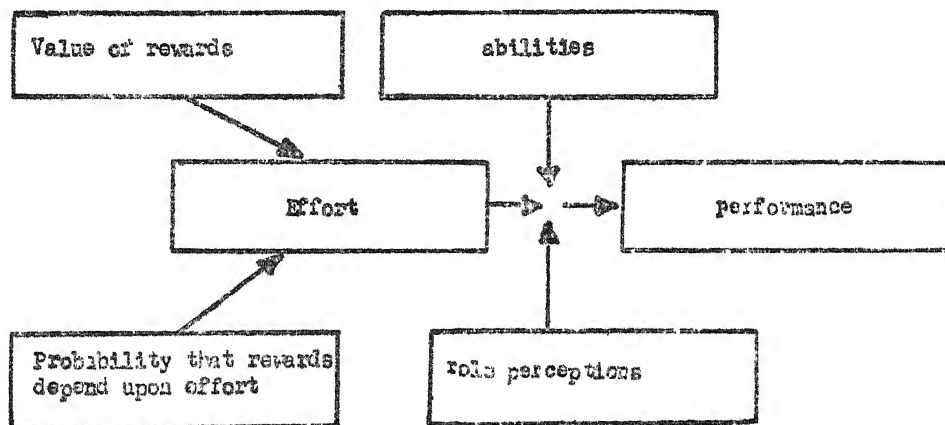 Value of rewards
abilities
Effort
performance
Probability that rewards
depend upon effort
role perceptions